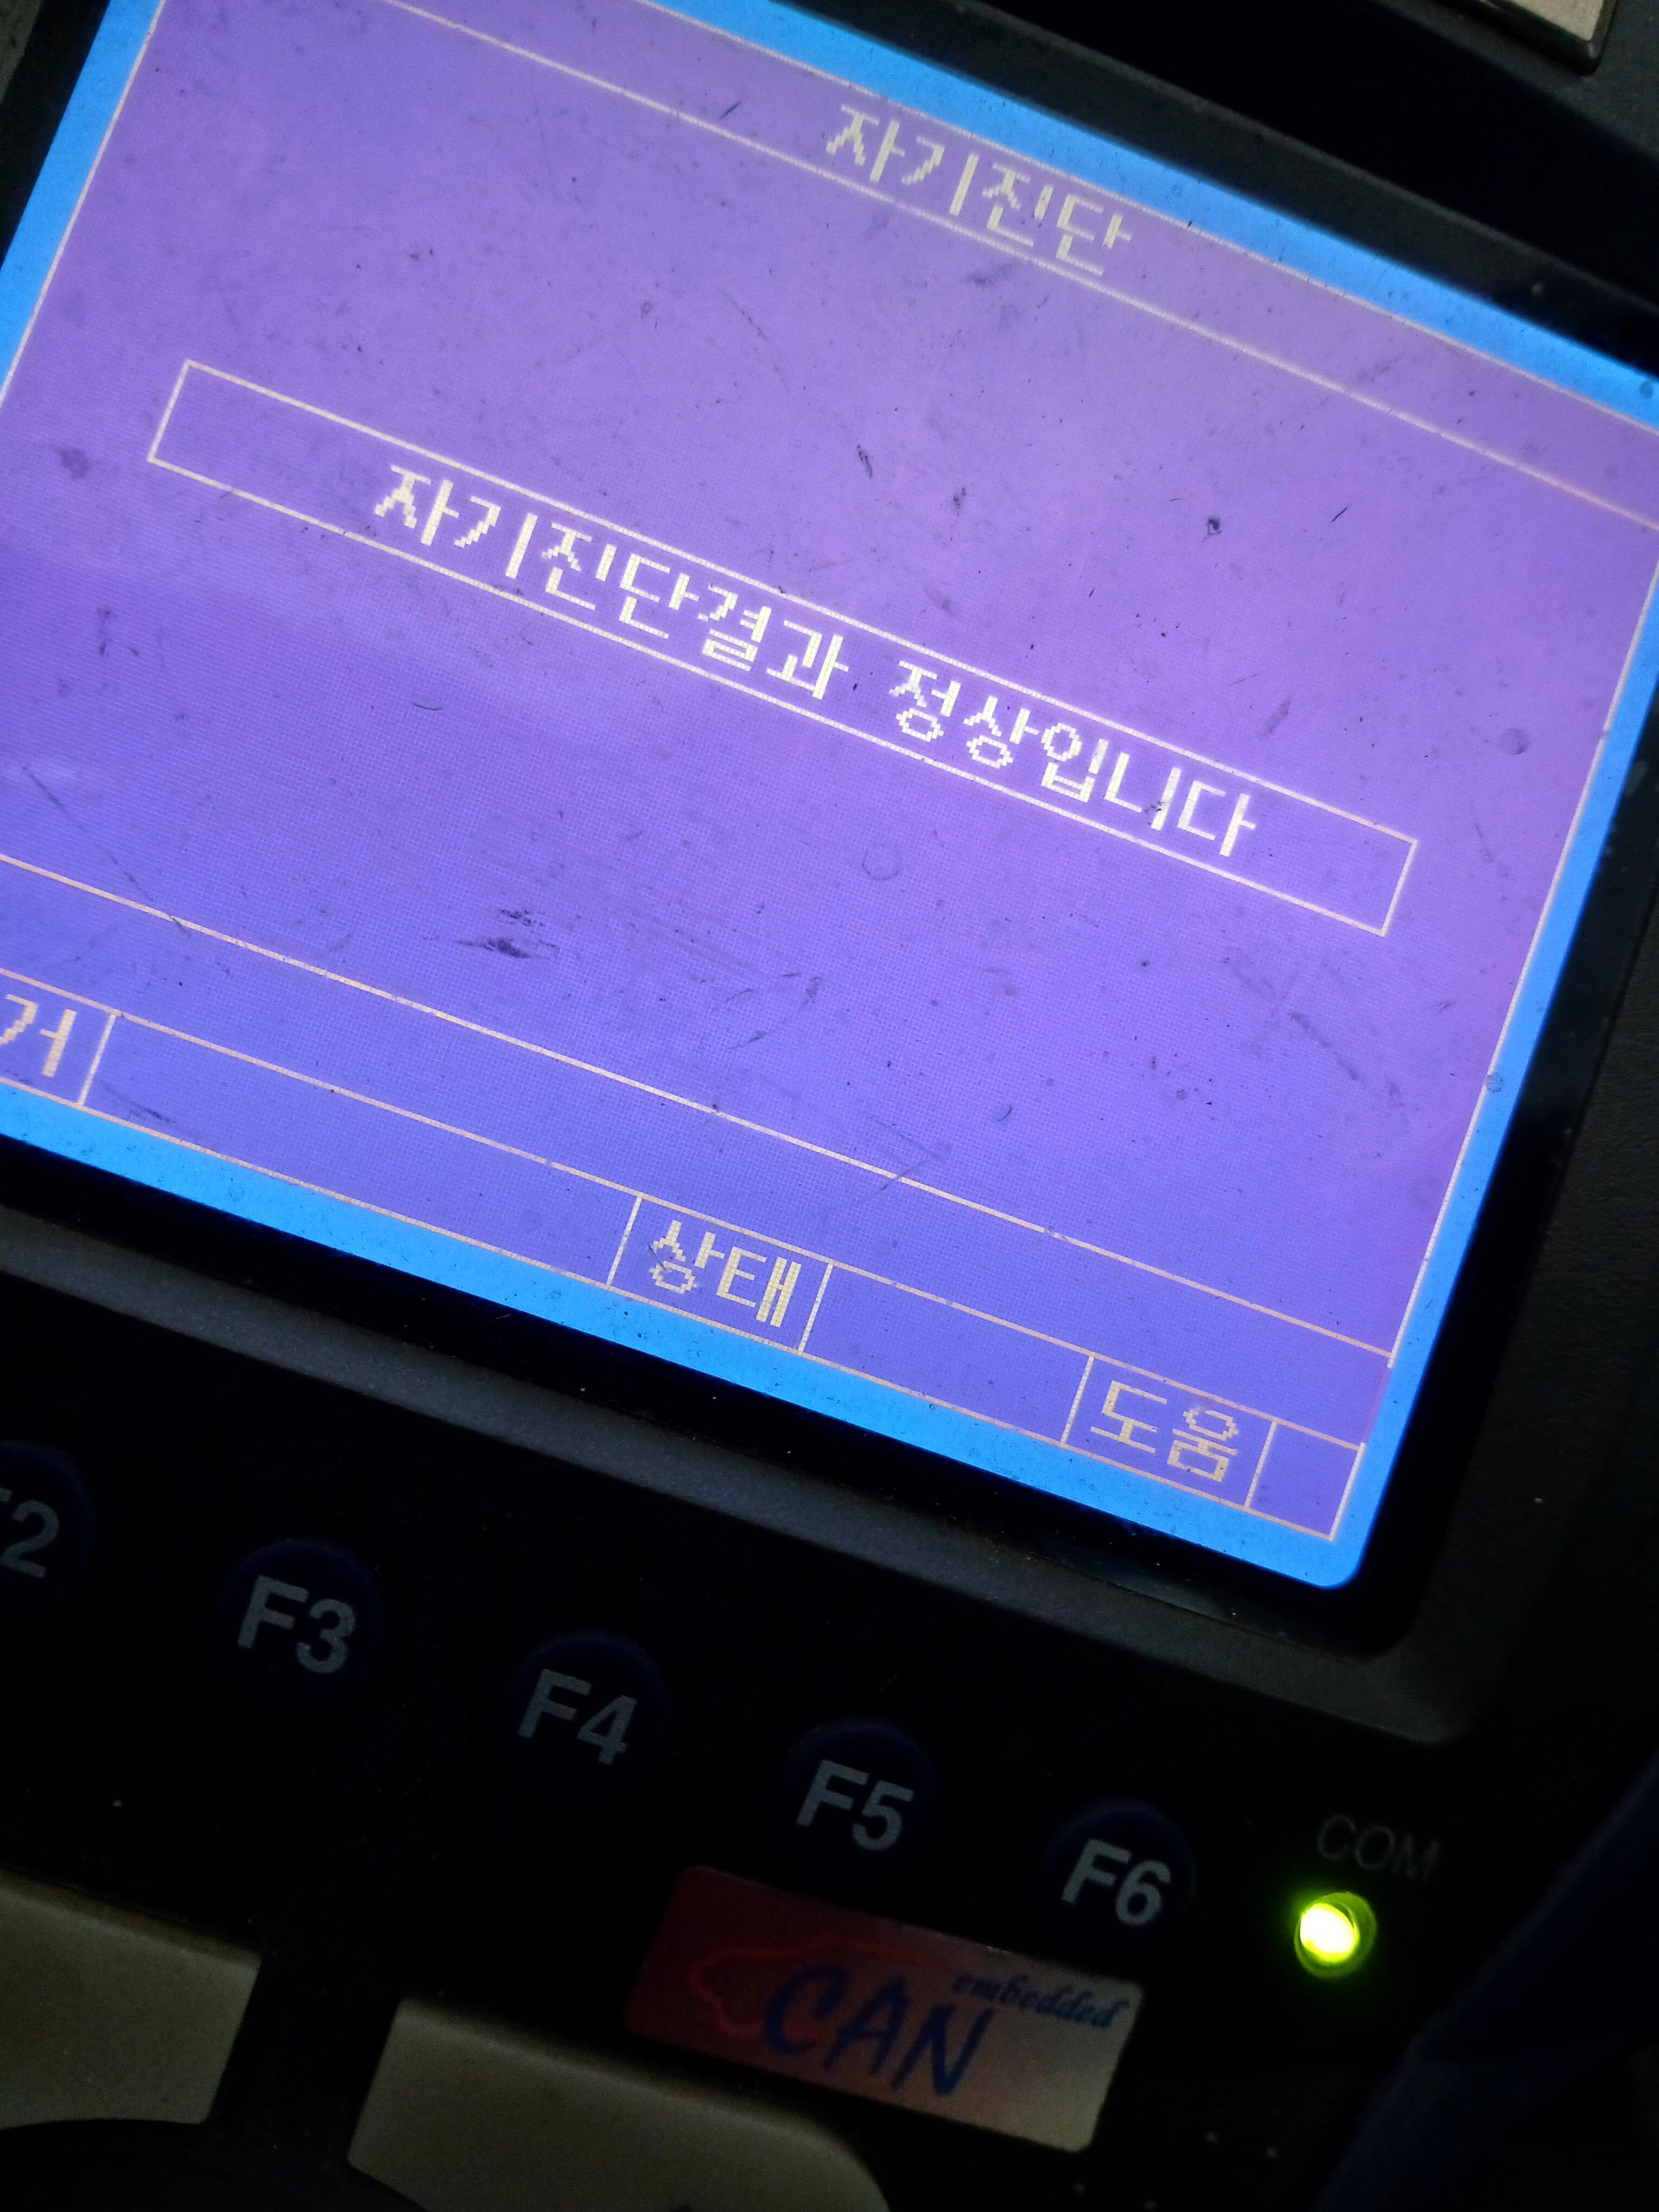 자기진단
자기진단결과 정상입니다
거
상태
도움
F2
F3
F4
F5
F6
COM
embedded
CAN